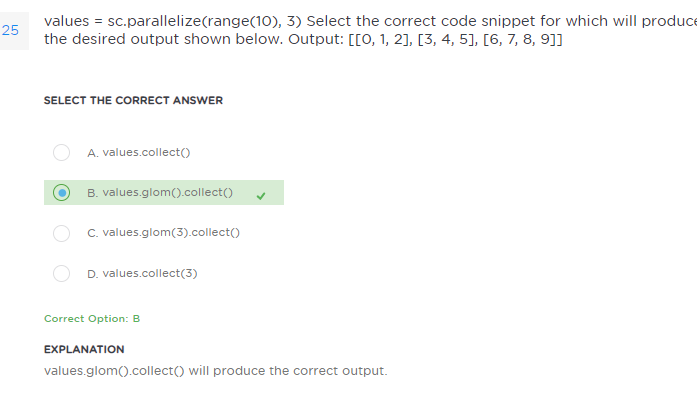 25
values = sc.parallelize(range(10), 3) Select the correct code snippet for which will produce
the desired output shown below. Output: [[0, 1, 2], [3, 4, 5], [6, 7, 8, 9]]
SELECT THE CORRECT ANSWER
A. values.collect()
B. values.glom().collect()
C. values.glom(3).collect()
D. values.collect(3)
Correct Option: B
EXPLANATION
values.glom().collect() will produce the correct output.